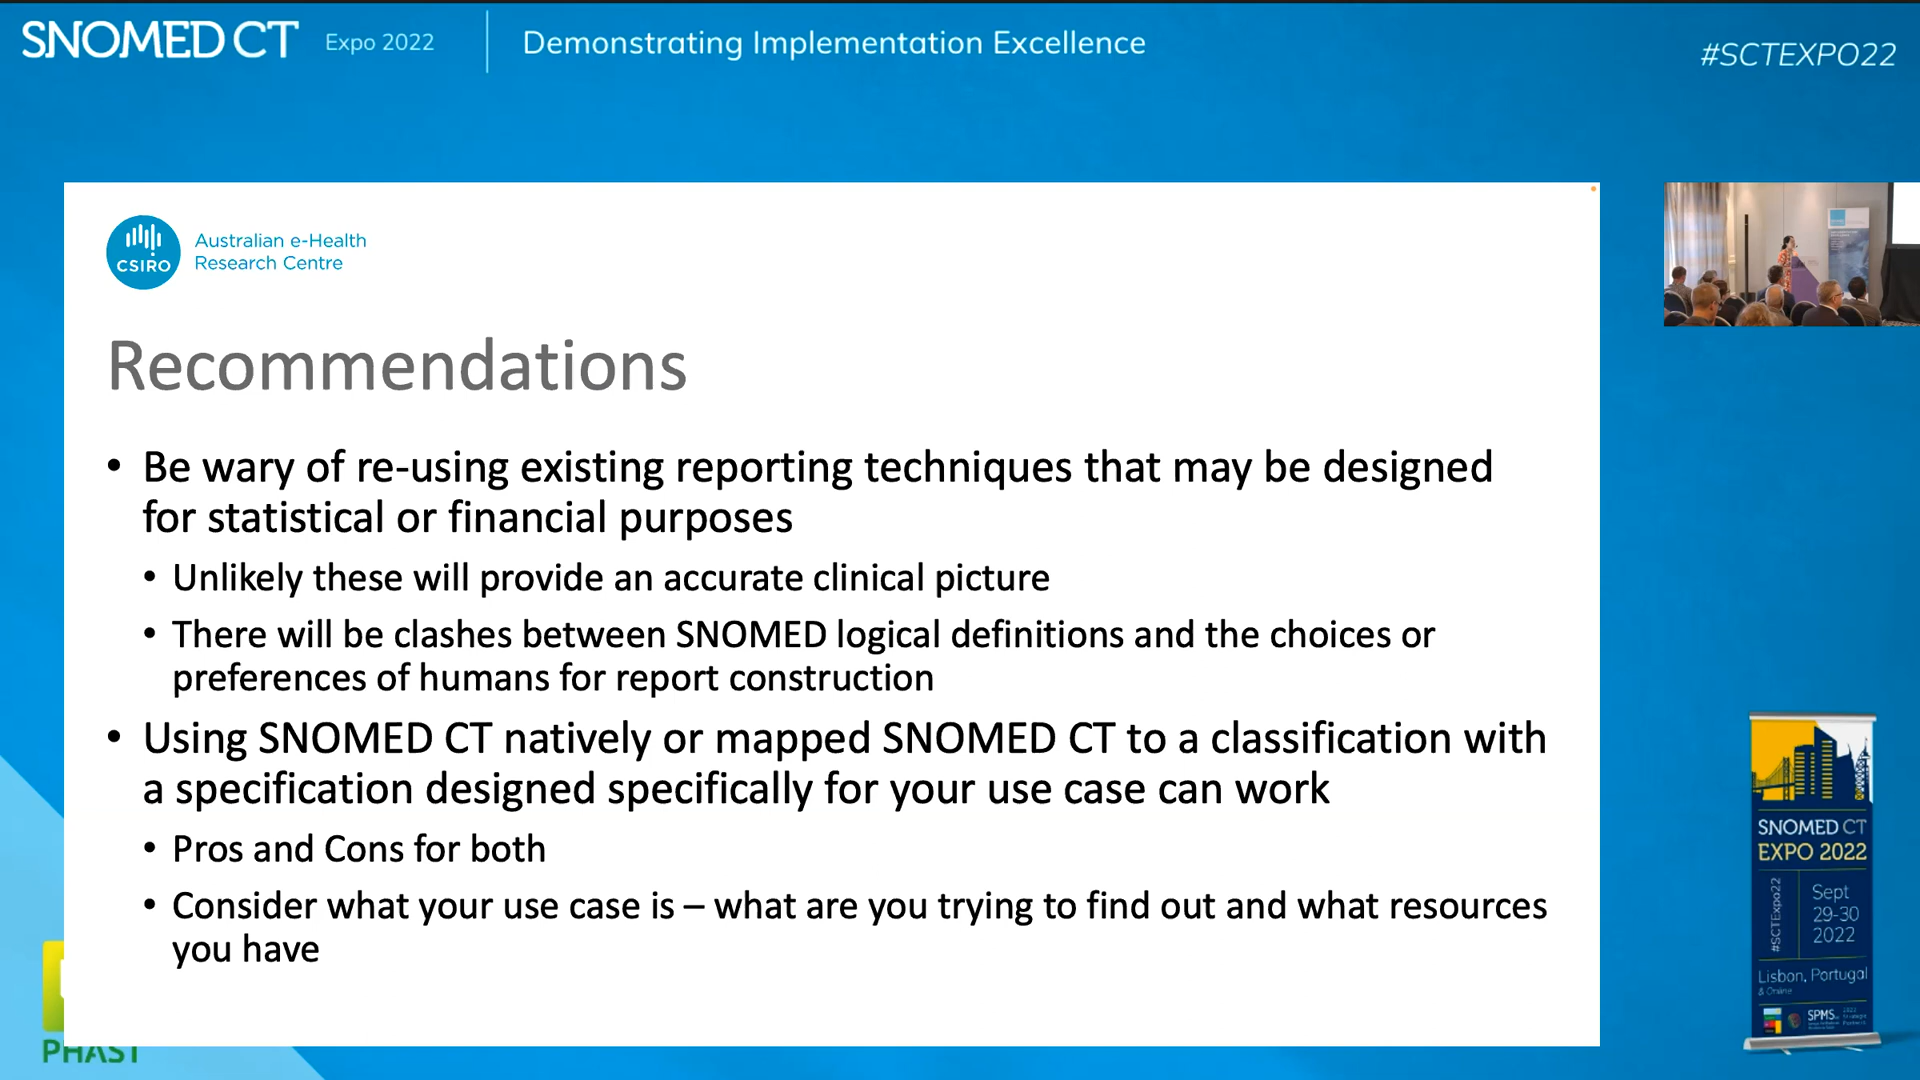 SNOMED CT Expo 2022 Demonstrating Implementation Excellence
#SCTEXPO22
CSIRO
Australian e-Health
Research Centre
Recommendations
• Be wary of re-using existing reporting techniques that may be designed
for statistical or financial purposes
• Unlikely these will provide an accurate clinical picture
• There will be clashes between SNOMED logical definitions and the choices or
preferences of humans for report construction
• Using SNOMED CT natively or mapped SNOMED CT to a classification with
a specification designed specifically for your use case can work
• Pros and Cons for both
• Consider what your use case is – what are you trying to find out and what resources
you have
PHAST
SNOMED CT
EXPO 2022
#SCTExpo22
Sept
29-30
2022
Lisbon, Portugal
& Online
SPMS